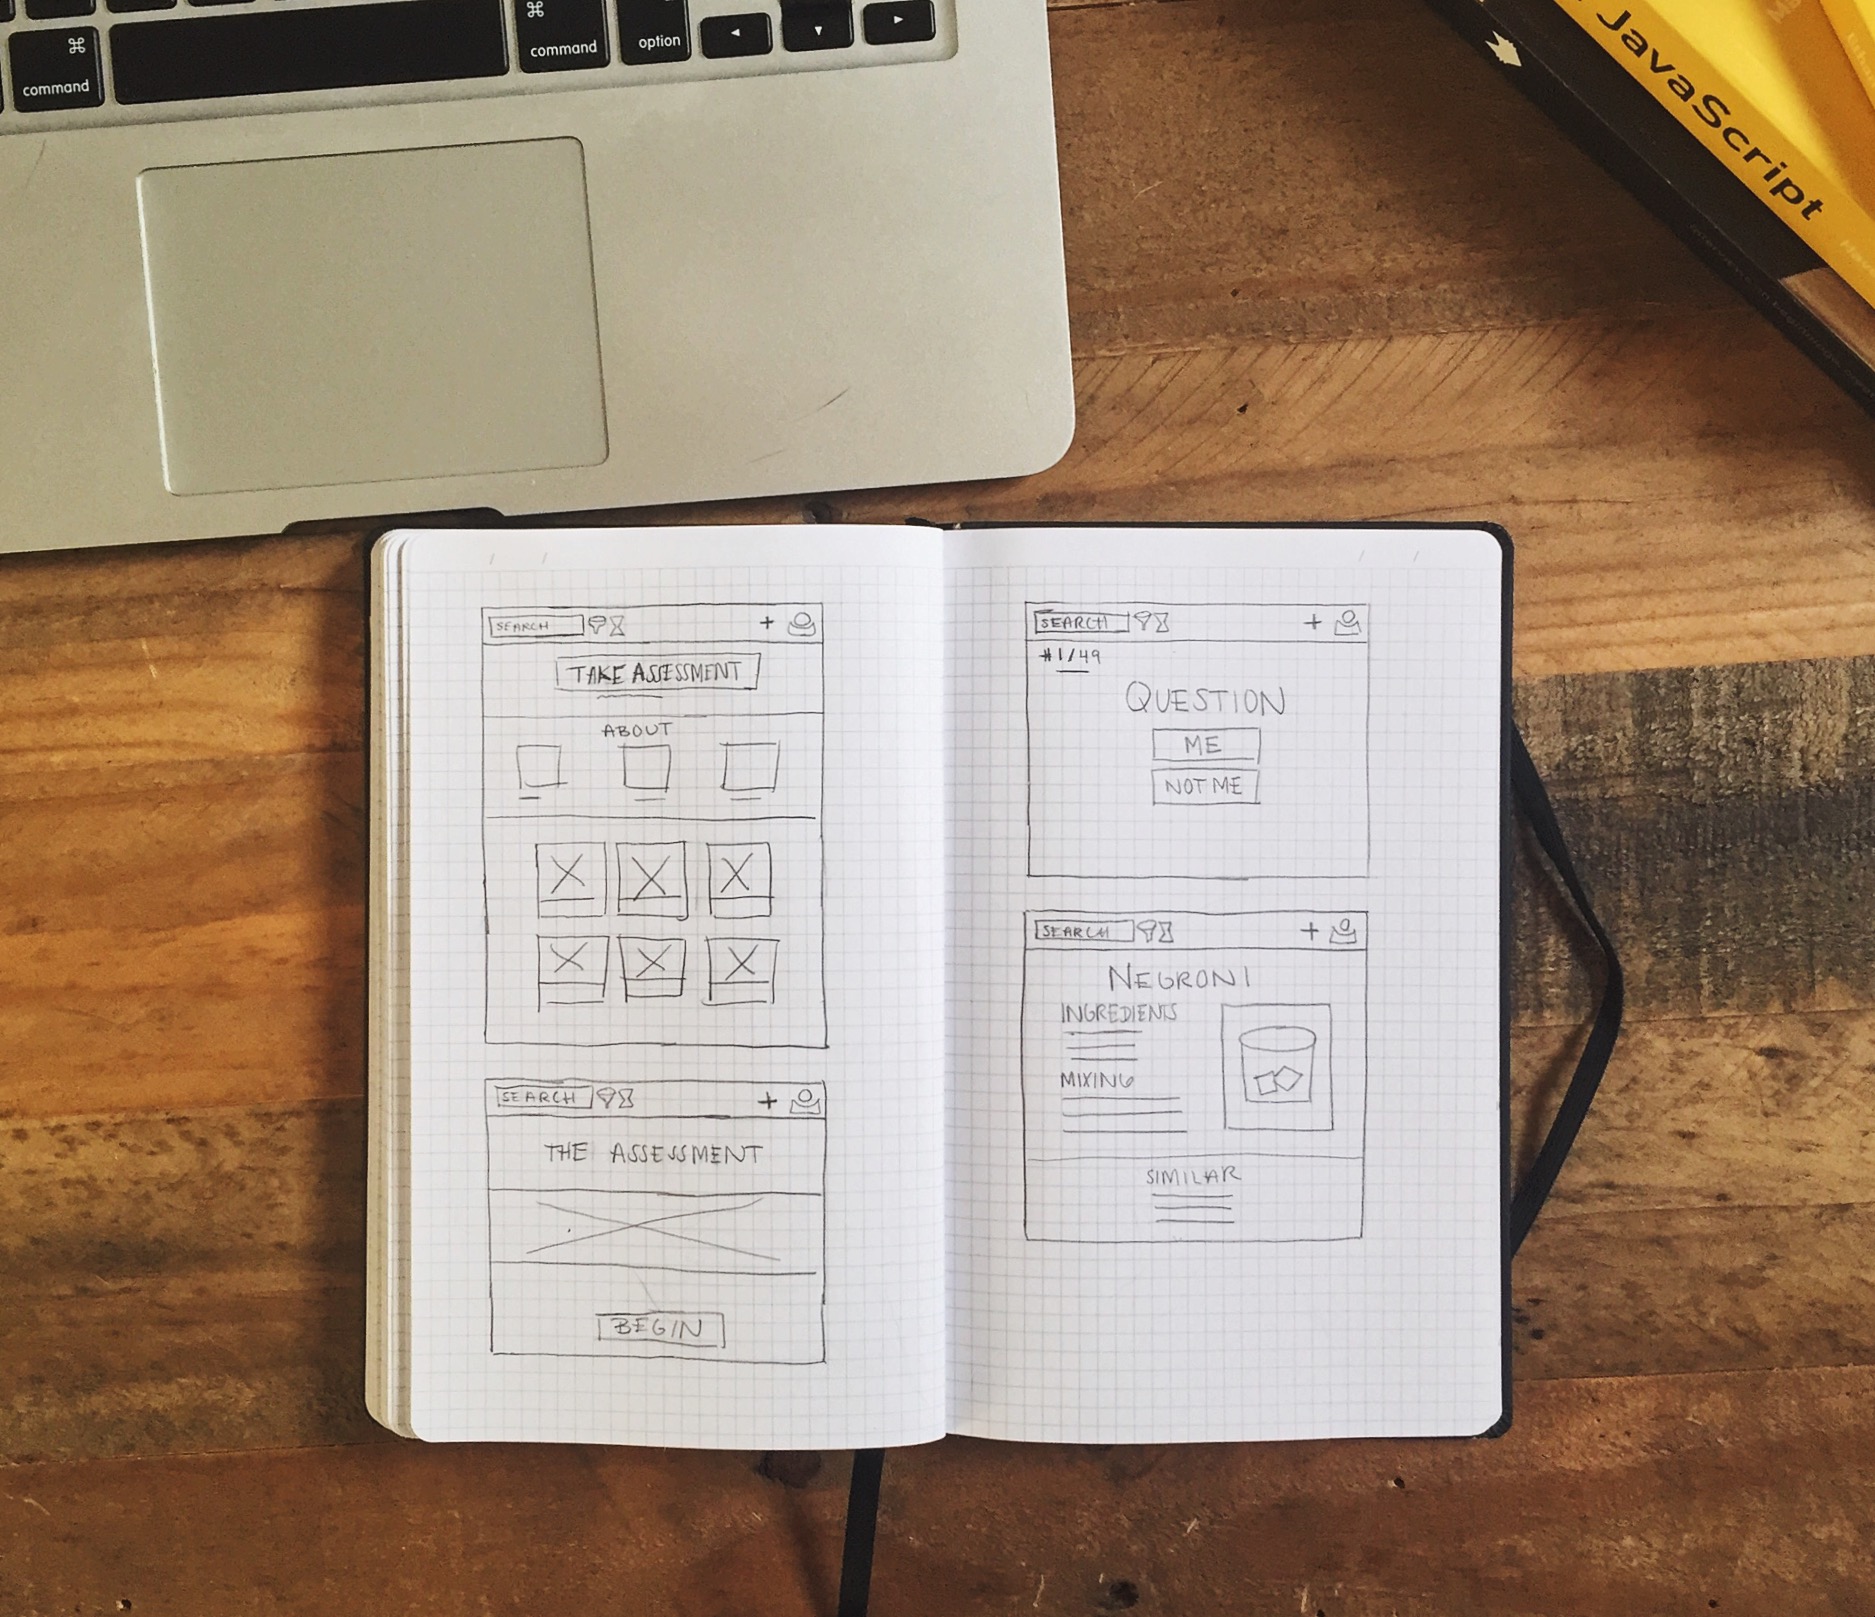 ⌘
command
⌘
command
option
JavaScript
SEARCH
TAKE ASSESSMENT
ABOUT
SEARCH
THE ASSESSMENT
BEGIN
SEARCH
#1/49
QUESTION
ME
NOT ME
SEARCH
NEGRONI
INGREDIENTS
MIXING
SIMILAR